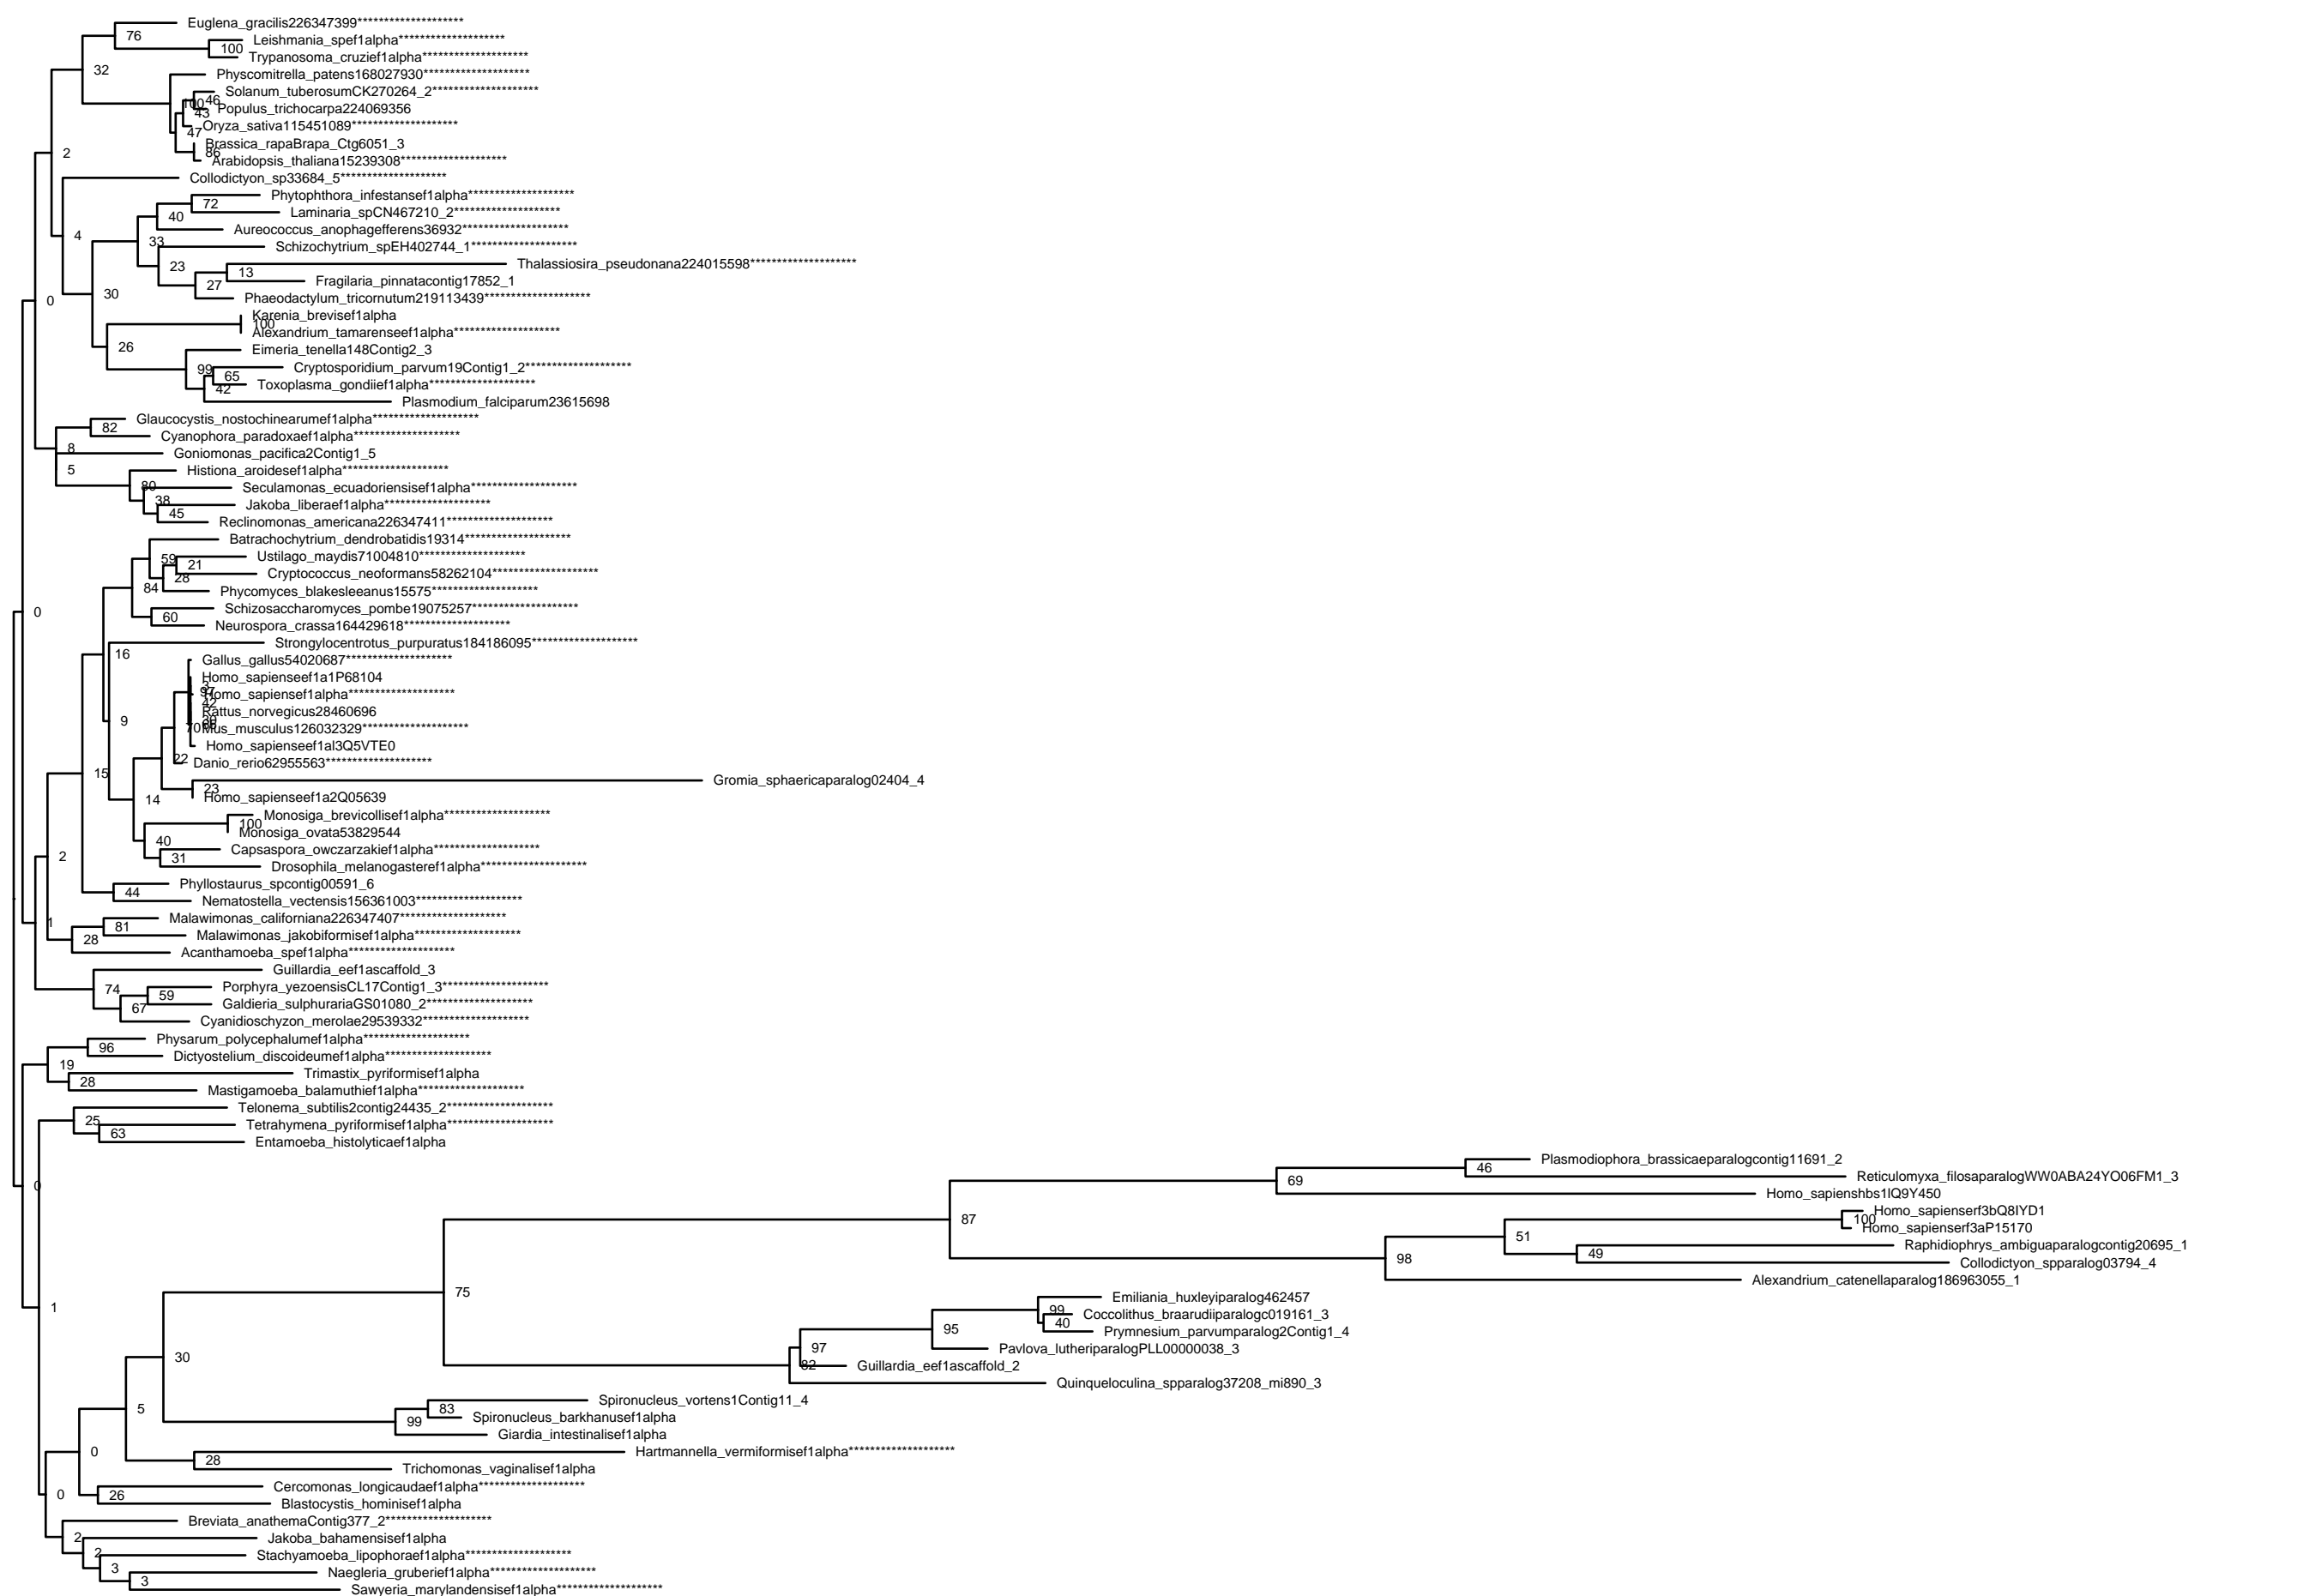 Euglena_gracilis226347399********************
76
Leishmania_spef1alpha********************
100
Trypanosoma_cruzief1alpha********************
32
Physcomitrella_patens168027930********************
Solanum_tuberosumCK270264_2********************
46
100
Populus_trichocarpa224069356
43
Oryza_sativa115451089********************
47
Brassica_rapaBrapa_Ctg6051_3
86
2
Arabidopsis_thaliana15239308********************
Collodictyon_sp33684_5********************
Phytophthora_infestansef1alpha********************
72
Laminaria_spCN467210_2********************
40
Aureococcus_anophagefferens36932********************
4
33
Schizochytrium_spEH402744_1********************
23
Thalassiosira_pseudonana224015598********************
13
Fragilaria_pinnatacontig17852_1
27
30
Phaeodactylum_tricornutum219113439********************
0
Karenia_brevisef1alpha
100
Alexandrium_tamarenseef1alpha********************
26
Eimeria_tenella148Contig2_3
Cryptosporidium_parvum19Contig1_2********************
99
65
Toxoplasma_gondiief1alpha********************
42
Plasmodium_falciparum23615698
Glaucocystis_nostochinearumef1alpha********************
82
Cyanophora_paradoxaef1alpha********************
8
Goniomonas_pacifica2Contig1_5
5
Histiona_aroidesef1alpha********************
80
Seculamonas_ecuadoriensisef1alpha********************
38
Jakoba_liberaef1alpha********************
45
Reclinomonas_americana226347411********************
Batrachochytrium_dendrobatidis19314********************
59
Ustilago_maydis71004810********************
21
Cryptococcus_neoformans58262104********************
28
84
Phycomyces_blakesleeanus15575********************
Schizosaccharomyces_pombe19075257********************
0
60
Neurospora_crassa164429618********************
Strongylocentrotus_purpuratus184186095********************
16
Gallus_gallus54020687********************
Homo_sapienseef1a1P68104
3
97
Homo_sapiensef1alpha********************
42
Rattus_norvegicus28460696
9
70
Mus_musculus126032329********************
Homo_sapienseef1al3Q5VTE0
22
Danio_rerio62955563********************
15
Gromia_sphaericaparalog02404_4
23
14
Homo_sapienseef1a2Q05639
Monosiga_brevicollisef1alpha********************
100
Monosiga_ovata53829544
40
Capsaspora_owczarzakief1alpha********************
2
31
Drosophila_melanogasteref1alpha********************
Phyllostaurus_spcontig00591_6
44
Nematostella_vectensis156361003********************
Malawimonas_californiana226347407********************
1
81
Malawimonas_jakobiformisef1alpha********************
28
Acanthamoeba_spef1alpha********************
Guillardia_eef1ascaffold_3
74
Porphyra_yezoensisCL17Contig1_3********************
59
Galdieria_sulphurariaGS01080_2********************
67
Cyanidioschyzon_merolae29539332********************
Physarum_polycephalumef1alpha********************
96
Dictyostelium_discoideumef1alpha********************
19
Trimastix_pyriformisef1alpha
28
Mastigamoeba_balamuthief1alpha********************
Telonema_subtilis2contig24435_2********************
25
Tetrahymena_pyriformisef1alpha********************
63
Entamoeba_histolyticaef1alpha
Plasmodiophora_brassicaeparalogcontig11691_2
46
Reticulomyxa_filosaparalogWW0ABA24YO06FM1_3
69
0
Homo_sapienshbs1lQ9Y450
Homo_sapienserf3bQ8IYD1
87
100
Homo_sapienserf3aP15170
51
Raphidiophrys_ambiguaparalogcontig20695_1
49
98
Collodictyon_spparalog03794_4
Alexandrium_catenellaparalog186963055_1
75
Emiliania_huxleyiparalog462457
1
99
Coccolithus_braarudiiparalogc019161_3
40
95
Prymnesium_parvumparalog2Contig1_4
97
Pavlova_lutheriparalogPLL00000038_3
30
82
Guillardia_eef1ascaffold_2
Quinqueloculina_spparalog37208_mi890_3
Spironucleus_vortens1Contig11_4
5
83
Spironucleus_barkhanusef1alpha
99
Giardia_intestinalisef1alpha
0
Hartmannella_vermiformisef1alpha********************
28
Trichomonas_vaginalisef1alpha
Cercomonas_longicaudaef1alpha********************
0
26
Blastocystis_hominisef1alpha
Breviata_anathemaContig377_2********************
2
Jakoba_bahamensisef1alpha
2
Stachyamoeba_lipophoraef1alpha********************
3
Naegleria_gruberief1alpha********************
3
Sawyeria_marylandensisef1alpha********************